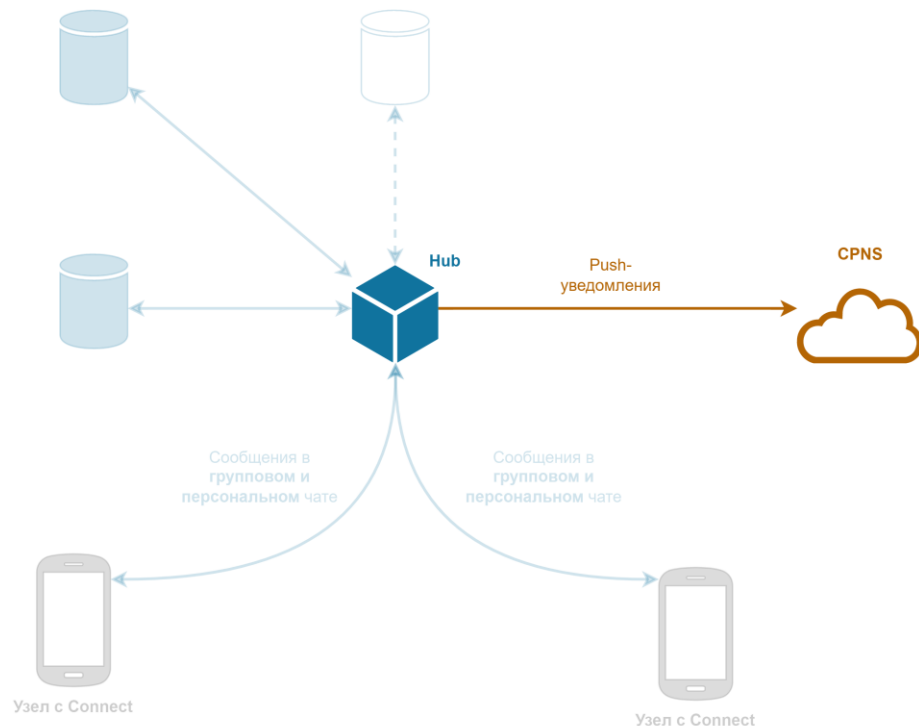 Hub
Push-
уведомления
CPNS
Сообщения в
групповом и
персональном чате
Сообщения в
групповом и
персональном чате
Узел с Connect
Узел с Connect